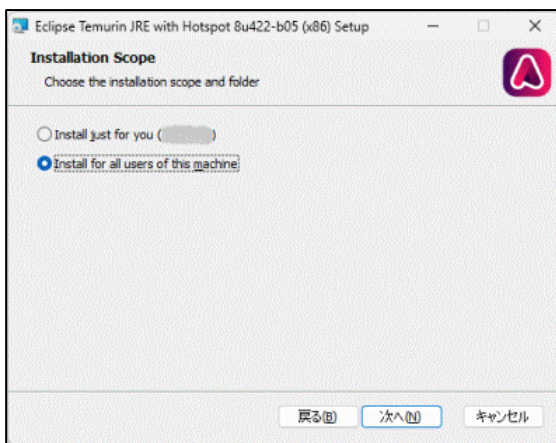 Eclipse Temurin JRE with Hotspot 8u422-b05 (x86) Setup
Installation Scope
Choose the installation scope and folder
Install just for you ( )
Install for all users of this machine
戻る(B) 次へ(N) キャンセル